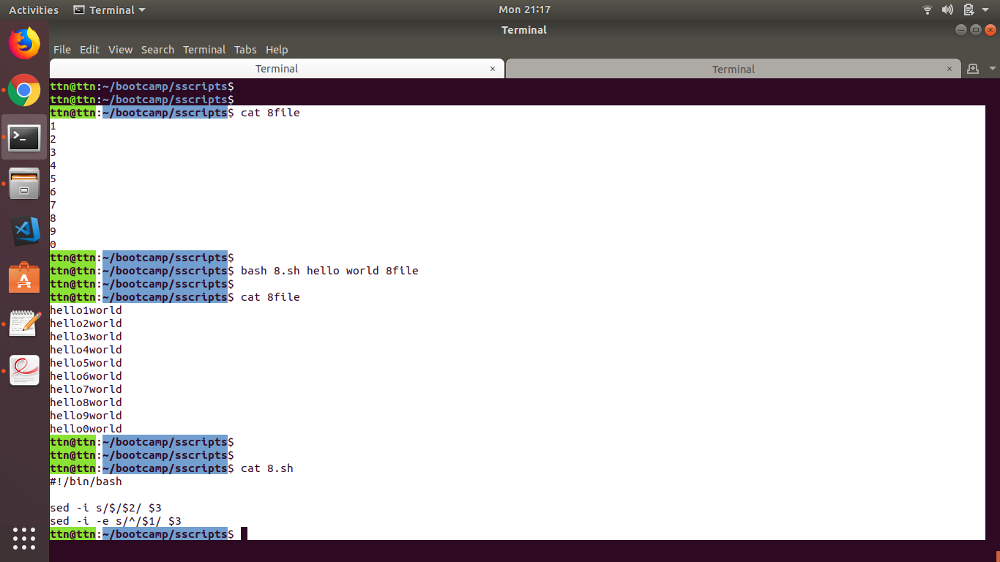 Activities Terminal Mon 21:17
Terminal
File Edit View Search Terminal Tabs Help
Terminal × Terminal ×
ttn@ttn:~/bootcamp/sscripts$
ttn@ttn:~/bootcamp/sscripts$
ttn@ttn:~/bootcamp/sscripts$ cat 8file
1
2
3
4
5
6
7
8
9
0
ttn@ttn:~/bootcamp/sscripts$
ttn@ttn:~/bootcamp/sscripts$ bash 8.sh hello world 8file
ttn@ttn:~/bootcamp/sscripts$
ttn@ttn:~/bootcamp/sscripts$ cat 8file
hello1world
hello2world
hello3world
hello4world
hello5world
hello6world
hello7world
hello8world
hello9world
hello0world
ttn@ttn:~/bootcamp/sscripts$
ttn@ttn:~/bootcamp/sscripts$
ttn@ttn:~/bootcamp/sscripts$ cat 8.sh
#!/bin/bash
sed -i s/$/$2/ $3
sed -i -e s/^/$1/ $3
ttn@ttn:~/bootcamp/sscripts$